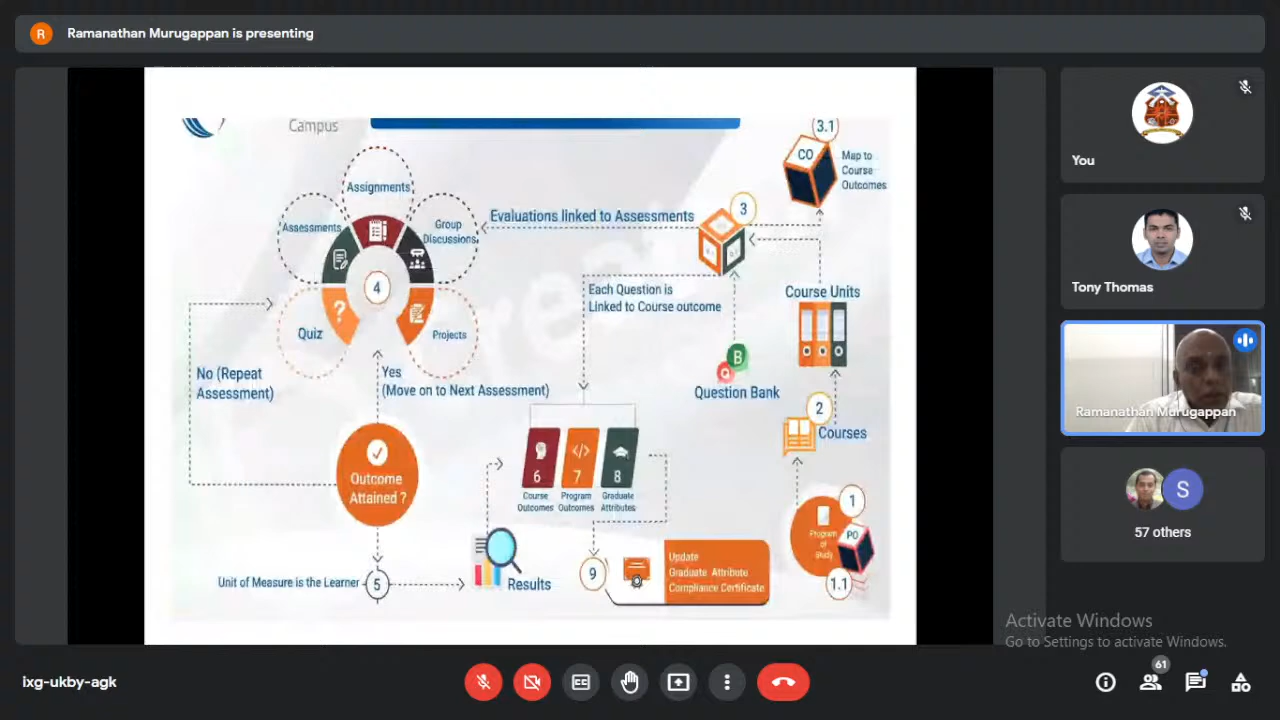 R
Ramanathan Murugappan is presenting
Campus
Assignments
Assessments
Group
Discussions
4
Quiz
Projects
Evaluations linked to Assessments
3
3.1
CO
Map to
Course
Outcomes
Each Question is
Linked to Course outcome
Course Units
B
Q
Question Bank
2
Courses
No (Repeat
Assessment)
Yes
(Move on to Next Assessment)
Outcome
Attained ?
6
7
8
Course
Outcomes
Program
Outcomes
Graduate
Attributes
1
Program
of
Study
PO
1.1
Unit of Measure is the Learner
5
Results
9
Update
Graduate Attribute
Compliance Certificate
You
Tony Thomas
Ramanathan Murugappan
S
57 others
Activate Windows
Go to Settings to activate Windows.
ixg-ukby-agk
CC
61